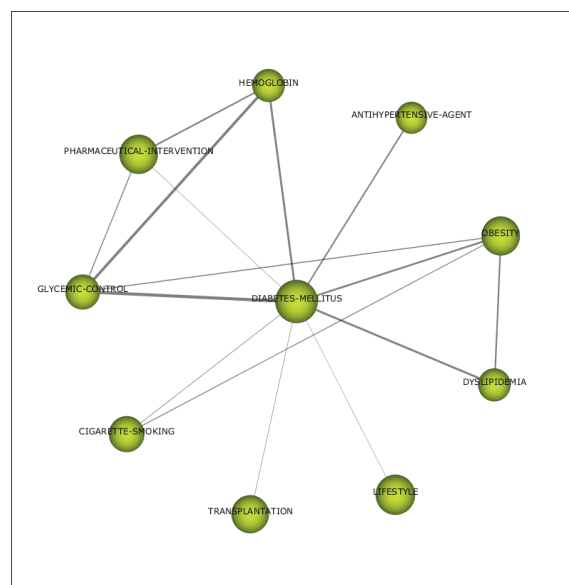 HEMOGLOBIN
ANTIHYPERTENSIVE-AGENT
PHARMACEUTICAL-INTERVENTION
OBESITY
GLYCEMIC-CONTROL
DIABETES-MELLITUS
DYSLIPIDEMIA
CIGARETTE-SMOKING
LIFESTYLE
TRANSPLANTATION